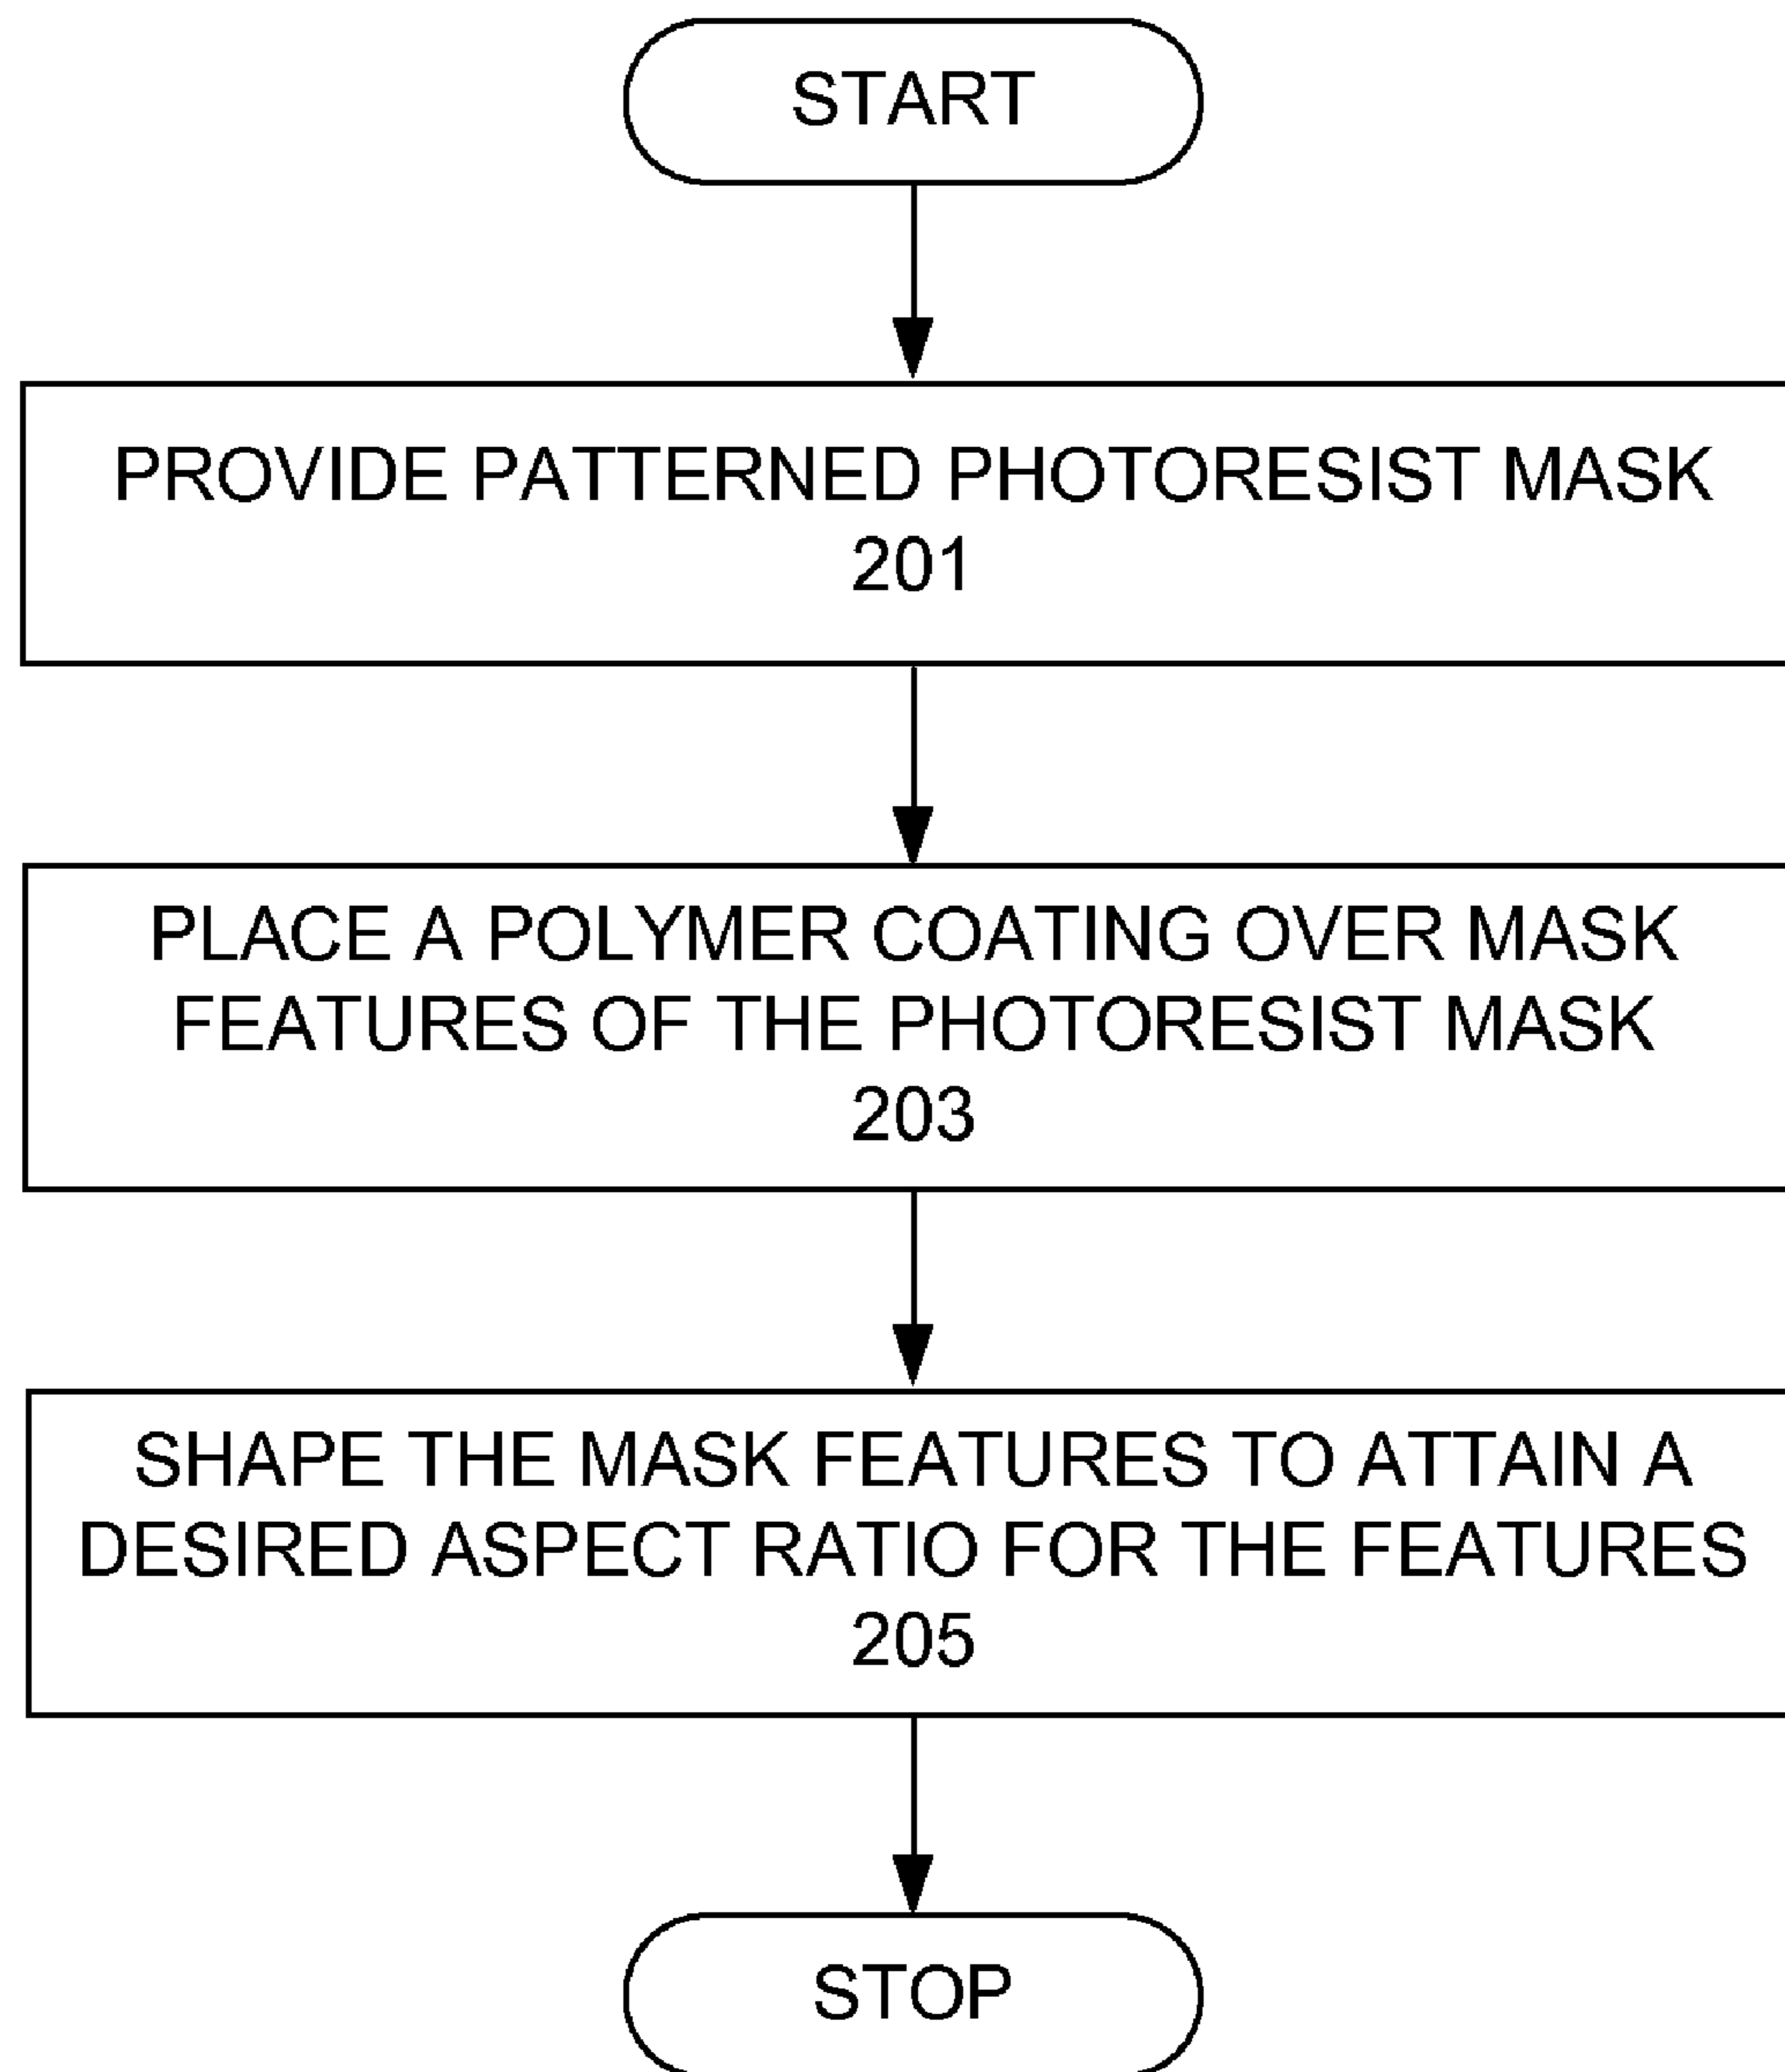 START
PROVIDE PATTERNED PHOTORESIST MASK
201
PLACE A POLYMER COATING OVER MASK
FEATURES OF THE PHOTORESIST MASK
203
SHAPE THE MASK FEATURES TO ATTAIN A
DESIRED ASPECT RATIO FOR THE FEATURES
205
STOP